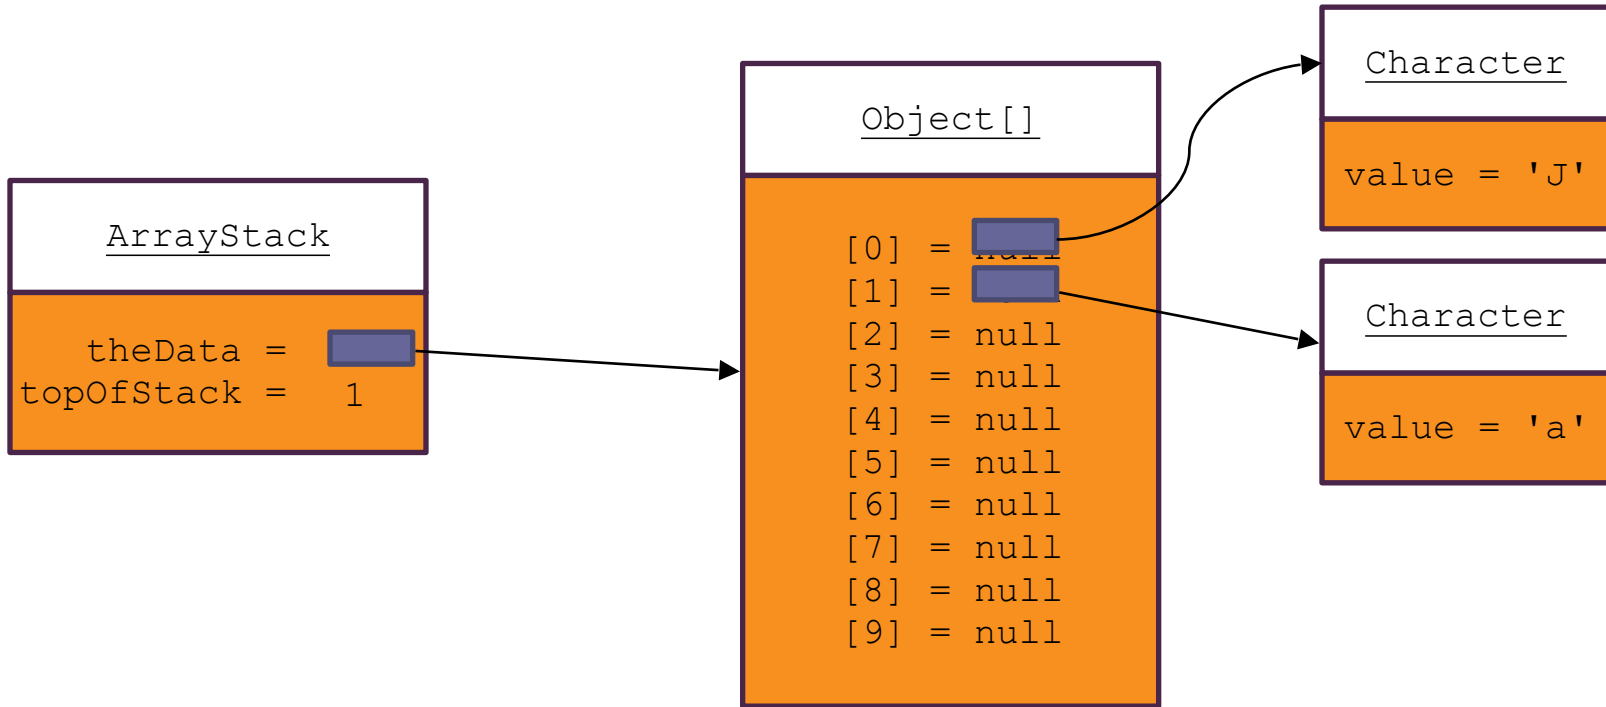 ArrayStack
theData =
topOfStack = 1
Object[]
[0] = null
[1] =
[2] = null
[3] = null
[4] = null
[5] = null
[6] = null
[7] = null
[8] = null
[9] = null
Character
value = 'J'
Character
value = 'a'